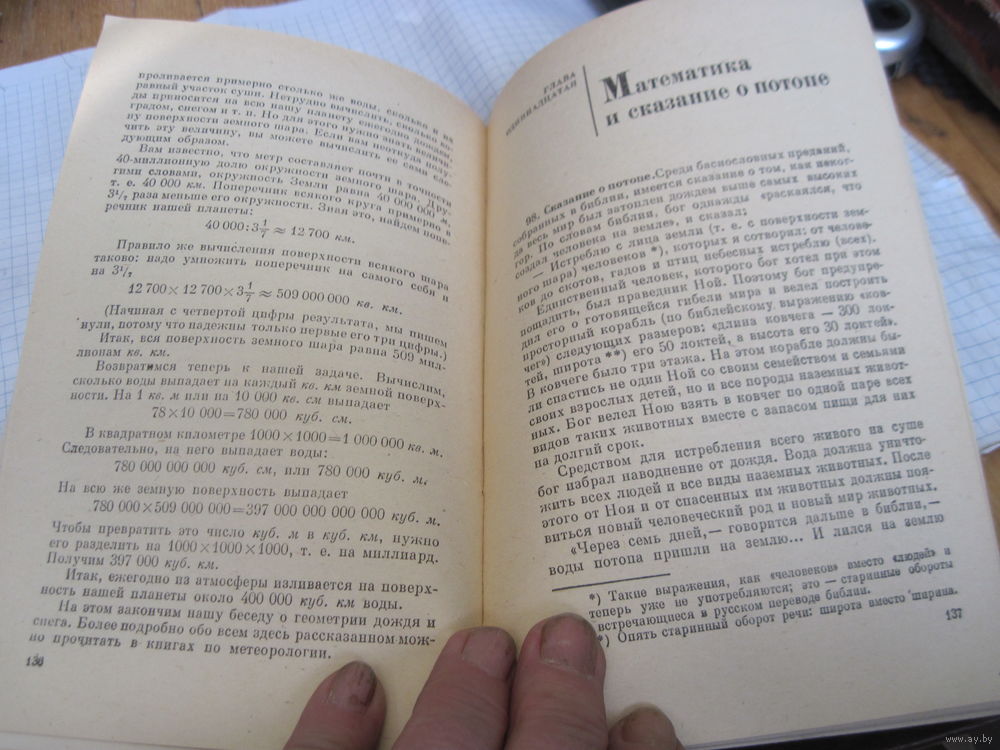 проливается примерно столько же воды, сколько и на
равный участок суши. Нетрудно вычислить, сколько воды
приносится на всю нашу планету ежегодно дождем,
градом, снегом и т. п. Но для этого нужно знать величи-
ну поверхности земного шара. Если вам неоткуда полу-
чить эту величину, вы можете вычислить ее сами сле-
дующим образом.
Вам известно, что метр составляет почти в точности
40-миллионную долю окружности земного шара. Дру-
гими словами, окружность Земли равна 40 000 000 м,
т. е. 40 000 км. Поперечник всякого круга примерно в
3 1/7 раза меньше его окружности. Зная это, найдем попе-
речник нашей планеты:
40 000 : 3 1/7 ≈ 12 700 км.
Правило же вычисления поверхности всякого шара
таково: надо умножить поперечник на самого себя и
на 3 1/7
12 700 × 12 700 × 3 1/7 ≈ 509 000 000 кв. км.
(Начиная с четвертой цифры результата, мы пишем
нули, потому что надежны только первые его три цифры.)
Итак, вся поверхность земного шара равна 509 мил-
лионам кв. км.
Возвратимся теперь к нашей задаче. Вычислим,
сколько воды выпадает на каждый кв. км земной поверх-
ности. На 1 кв. м или на 10 000 кв. см выпадает
78×10 000=780 000 куб. см.
В квадратном километре 1000×1000=1 000 000 кв. м.
Следовательно, на него выпадает воды:
780 000 000 000 куб. см, или 780 000 куб. м.
На всю же земную поверхность выпадает
780 000×509 000 000=397 000 000 000 000 куб. м.
Чтобы превратить это число куб. м в куб. км, нужно
его разделить на 1000×1000×1000, т. е. на миллиард.
Получим 397 000 куб. км.
Итак, ежегодно из атмосферы изливается на поверх-
ность нашей планеты около 400 000 куб. км воды.
На этом закончим нашу беседу о геометрии дождя и
снега. Более подробно обо всем здесь рассказанном мож-
но прочитать в книгах по метеорологии.
136
ГЛАВА
ОДИННАДЦАТАЯ
Математика
и сказание о потопе
98. Сказание о потопе. Среди баснословных преданий,
собранных в библии, имеется сказание о том, как неког-
да весь мир был затоплен дождем выше самых высоких
гор. По словам библии, бог однажды «раскаялся, что
создал человека на земле», и сказал:
— Истреблю с лица земли (т. е. с поверхности зем-
ного шара) человеков *), которых я сотворил: от челове-
ков до скотов, гадов и птиц небесных истреблю (всех).
Единственный человек, которого бог хотел при этом
пощадить, был праведник Ной. Поэтому бог предупре-
дил его о готовящейся гибели мира и велел построить
просторный корабль (по библейскому выражению «ков-
чег») следующих размеров: «длина ковчега — 300 лок-
тей, широта **) его 50 локтей, а высота его 30 локтей».
В ковчеге было три этажа. На этом корабле должны бы-
ли спастись не один Ной со своим семейством и семьями
своих взрослых детей, но и все породы наземных живот-
ных. Бог велел Ною взять в ковчег по одной паре всех
видов таких животных вместе с запасом пищи для них
на долгий срок.
Средством для истребления всего живого на суше
бог избрал наводнение от дождя. Вода должна уничто-
жить всех людей и все виды наземных животных. После
этого от Ноя и от спасенных им животных должны поя-
виться новый человеческий род и новый мир животных.
«Через семь дней,— говорится дальше в библии,—
воды потопа пришли на землю... И лился на землю
*) Такие выражения, как «человеков» вместо «людей» и
теперь уже не употребляются; это — старинные обороты
встречающиеся в русском переводе библии.
*) Опять старинный оборот речи: широта вместо ширина.
137
www.ay.by